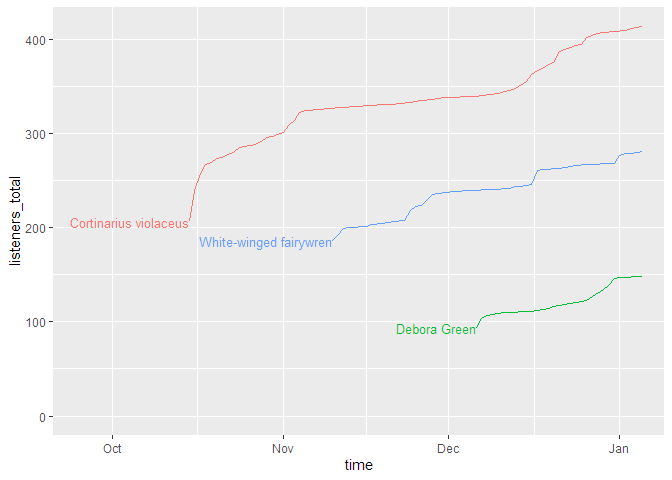 400
300
200
100
0
listeners_total
Cortinarius violaceus
White-winged fairywren
Debora Green
Oct Nov Dec Jan
time